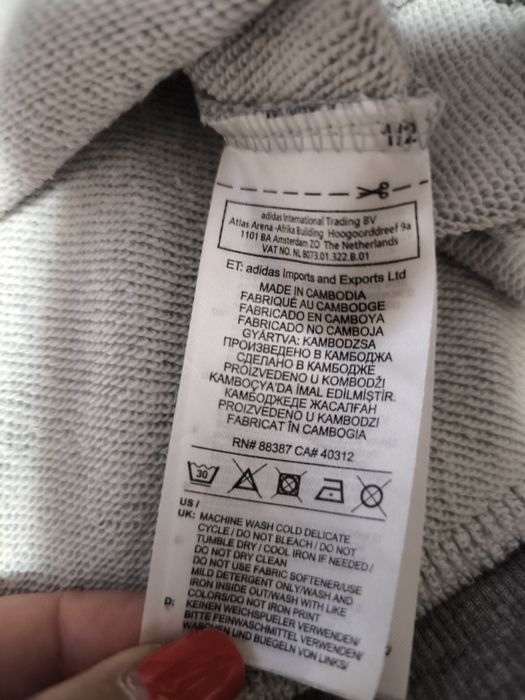 1/2
adidas International Trading BV
Atlas Arena -Afrika Building Hoogoorddreef 9a
1101 BA Amsterdam ZO The Netherlands
VAT NO. NL 8073.01.322.B.01
ET: adidas Imports and Exports Ltd
MADE IN CAMBODIA
FABRIQUÉ AU CAMBODGE
FABRICADO EN CAMBOYA
FABRICADO NO CAMBOJA
GYÁRTVA: KAMBODZSA
ПРОИЗВЕДЕНО В КАМБОДЖА
СДЕЛАНО В КАМБОДЖЕ
PROIZVEDENO U KOMBODŽI
KAMBOÇYA'DA İMAL EDİLMİŞTİR.
КАМБОДЖЕДЕ ЖАСАЛҒАН
PROIZVEDENO U KAMBODZI
FABRICAT ÎN CAMBOGIA
RN# 88387 CA# 40312
30
US /
UK: MACHINE WASH COLD DELICATE
CYCLE / DO NOT BLEACH / DO NOT
TUMBLE DRY / COOL IRON IF NEEDED /
DO NOT DRY CLEAN
DO NOT USE FABRIC SOFTENER/USE
MILD DETERGENT ONLY/WASH AND
IRON INSIDE OUT/WASH WITH LIKE
COLORS/DO NOT IRON PRINT
D: KEINEN WEICHSPUELER VERWENDEN/
BITTE FEINWASCHMITTEL VERWENDEN/
WASCHEN UND BUEGELN VON LINKS/